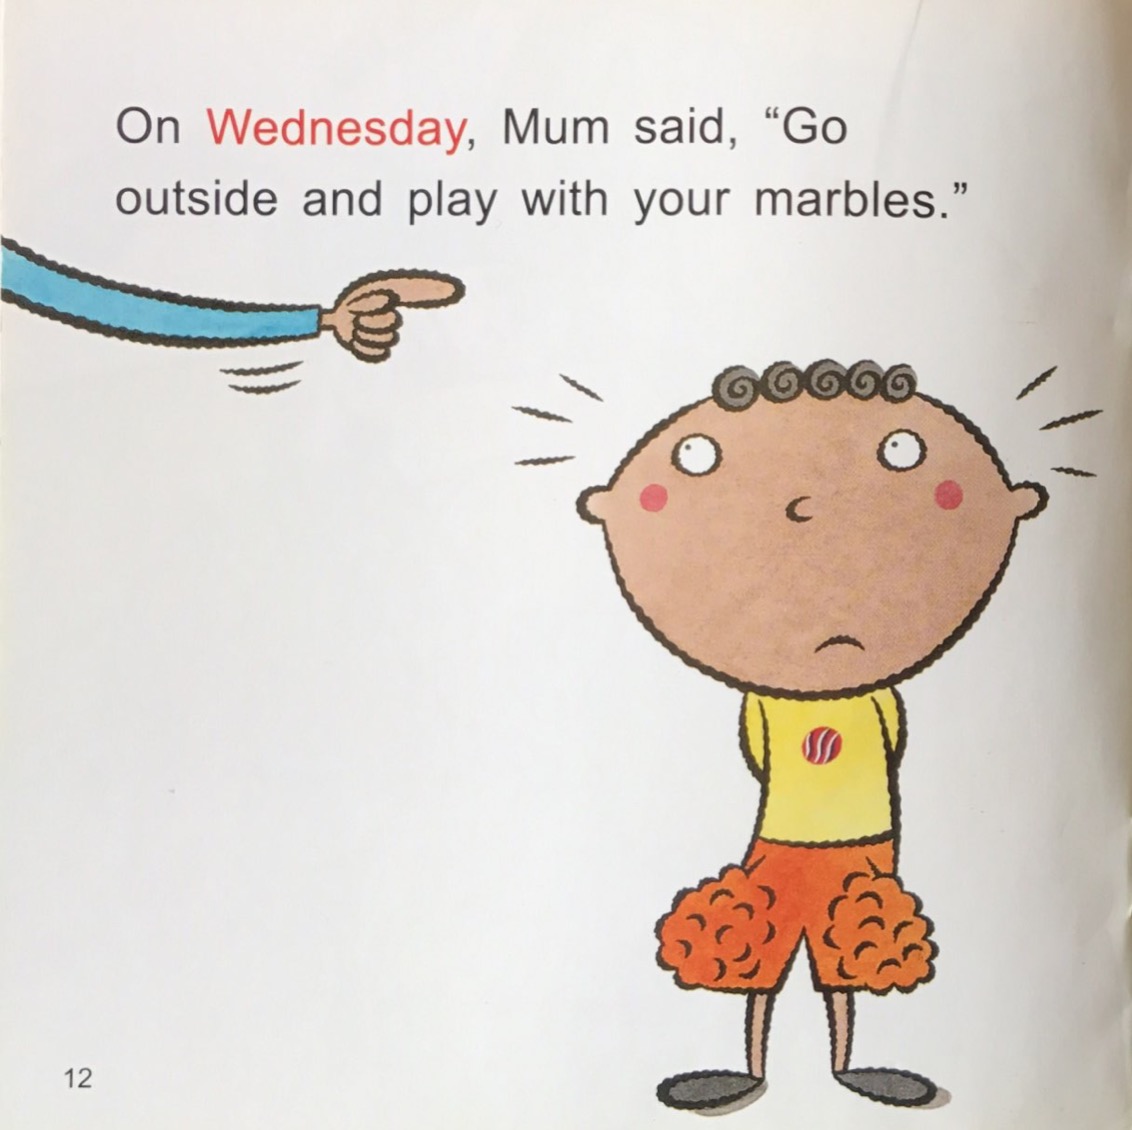 On Wednesday, Mum said, “Go
outside and play with your marbles.”
12